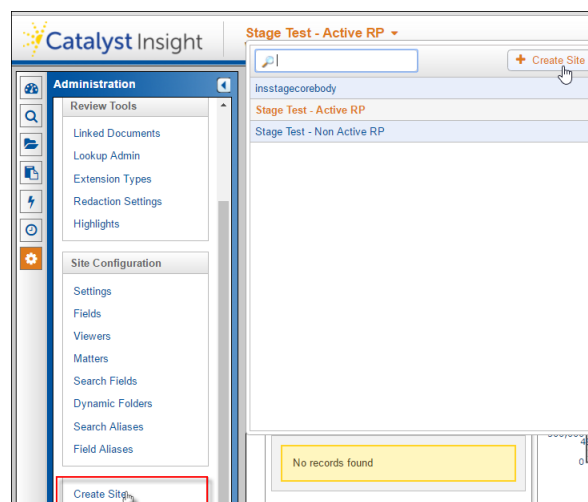 Catalyst Insight
Stage Test - Active RP
Create Site
insstagecorebody
Stage Test - Active RP
Stage Test - Non Active RP
Administration
Review Tools
Linked Documents
Lookup Admin
Extension Types
Redaction Settings
Highlights
Site Configuration
Settings
Fields
Viewers
Matters
Search Fields
Dynamic Folders
Search Aliases
Field Aliases
Create Site
No records found
4
0